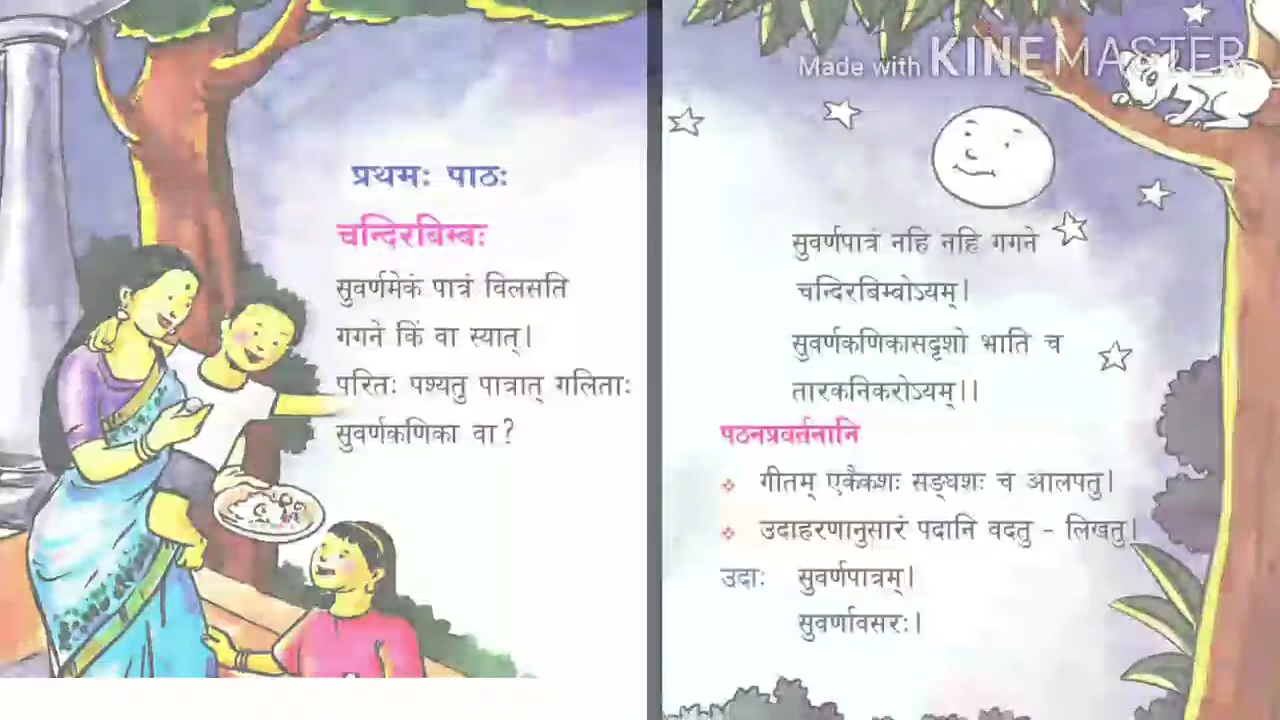 प्रथमः पाठः
चन्दिरबिम्बः
सुवर्णमेकं पात्रं विलसति
गगने किं वा स्यात्।
परितः पश्यतु पात्रात् गलिताः
सुवर्णकणिका वा?
Made with KINEMASTER
सुवर्णपात्रं नहि नहि गगने
चन्दिरबिम्बोऽयम्।
सुवर्णकणिकासदृशो भाति च
तारकनिकरोऽयम्।।
पठनप्रवर्तनानि
❖ गीतम् एकैकशः सङ्घशः च आलपतु।
❖ उदाहरणानुसारं पदानि वदतु - लिखतु।
उदाः सुवर्णपात्रम्।
सुवर्णावसरः।